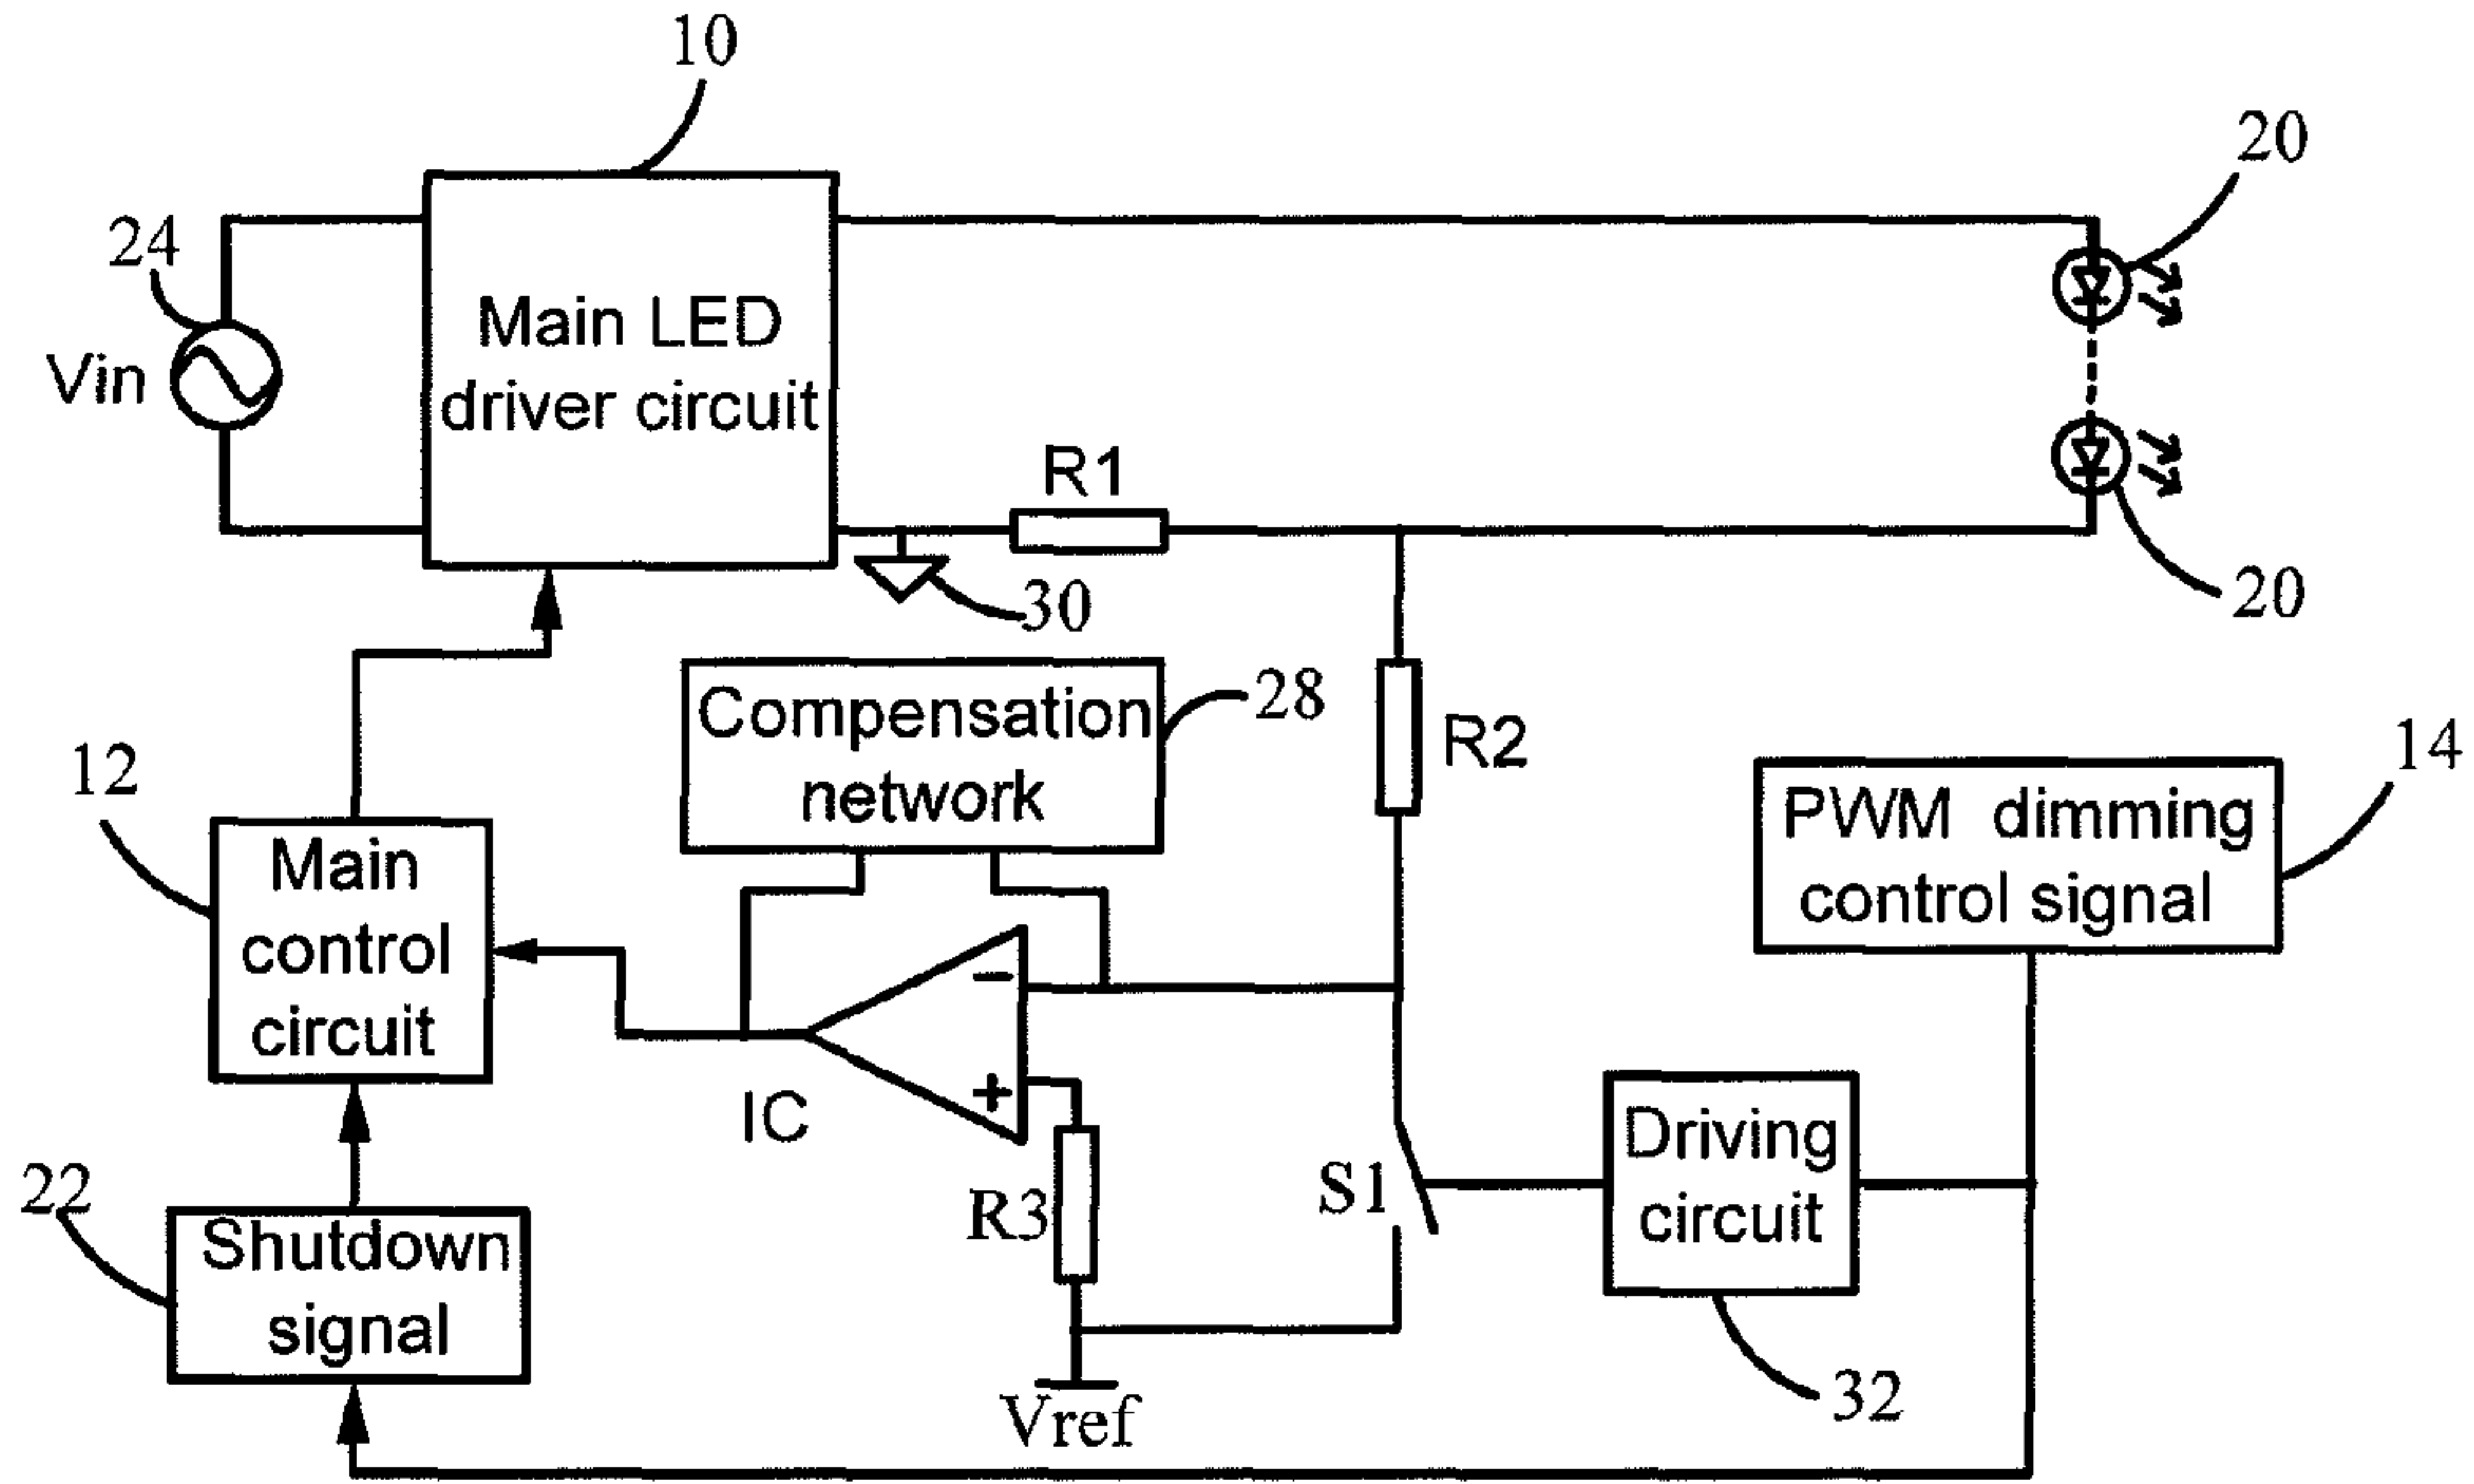 10
20
24
Vin
Main LED
driver circuit
R1
30
20
Compensation
network
28
R2
12
14
PWM dimming
control signal
Main
control
circuit
−
+
IC
R3
S1
Driving
circuit
22
Shutdown
signal
32
Vref